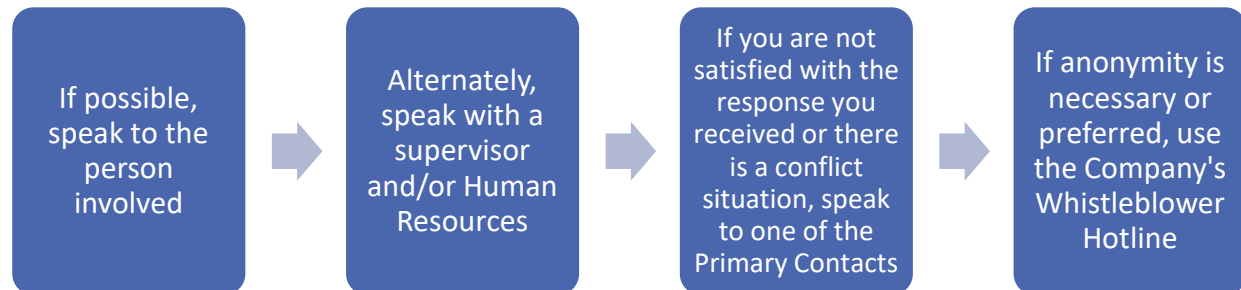 If possible,
speak to the
person
involved
Alternately,
speak with a
supervisor
and/or Human
Resources
If you are not
satisfied with the
response you
received or there
is a conflict
situation, speak
to one of the
Primary Contacts
If anonymity is
necessary or
preferred, use
the Company's
Whistleblower
Hotline